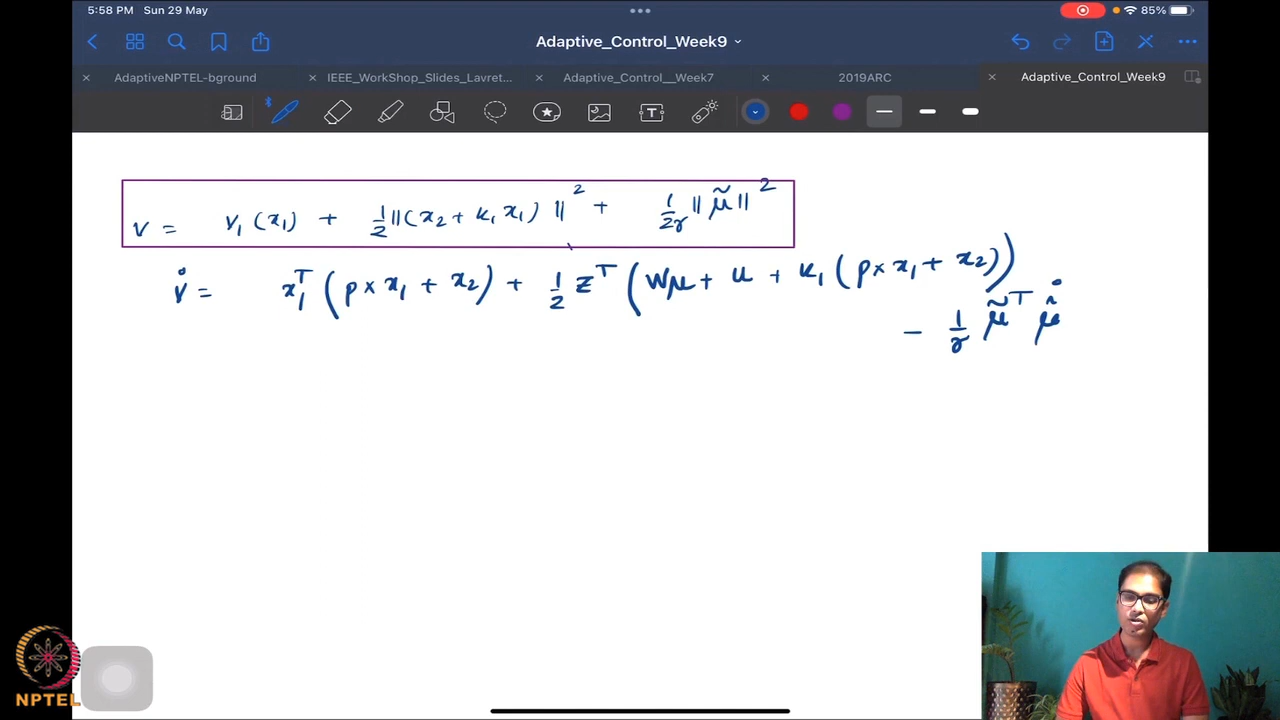 5:58 PM Sun 29 May 85%
Adaptive_Control_Week9
AdaptiveNPTEL-bground IEEE_WorkShop_Slides_Lavret... Adaptive_Control__Week7 2019ARC Adaptive_Control_Week9
V = V₁(x₁) + 1/2 ||(x₂ + k₁x₁)||² + 1/2γ ||μ̃||²
V̇ = x₁ᵀ(p × x₁ + x₂) + 1/2 zᵀ(Wμ + u + k₁(p × x₁ + x₂))
− 1/γ μ̃ᵀ μ̂̇
NPTEL